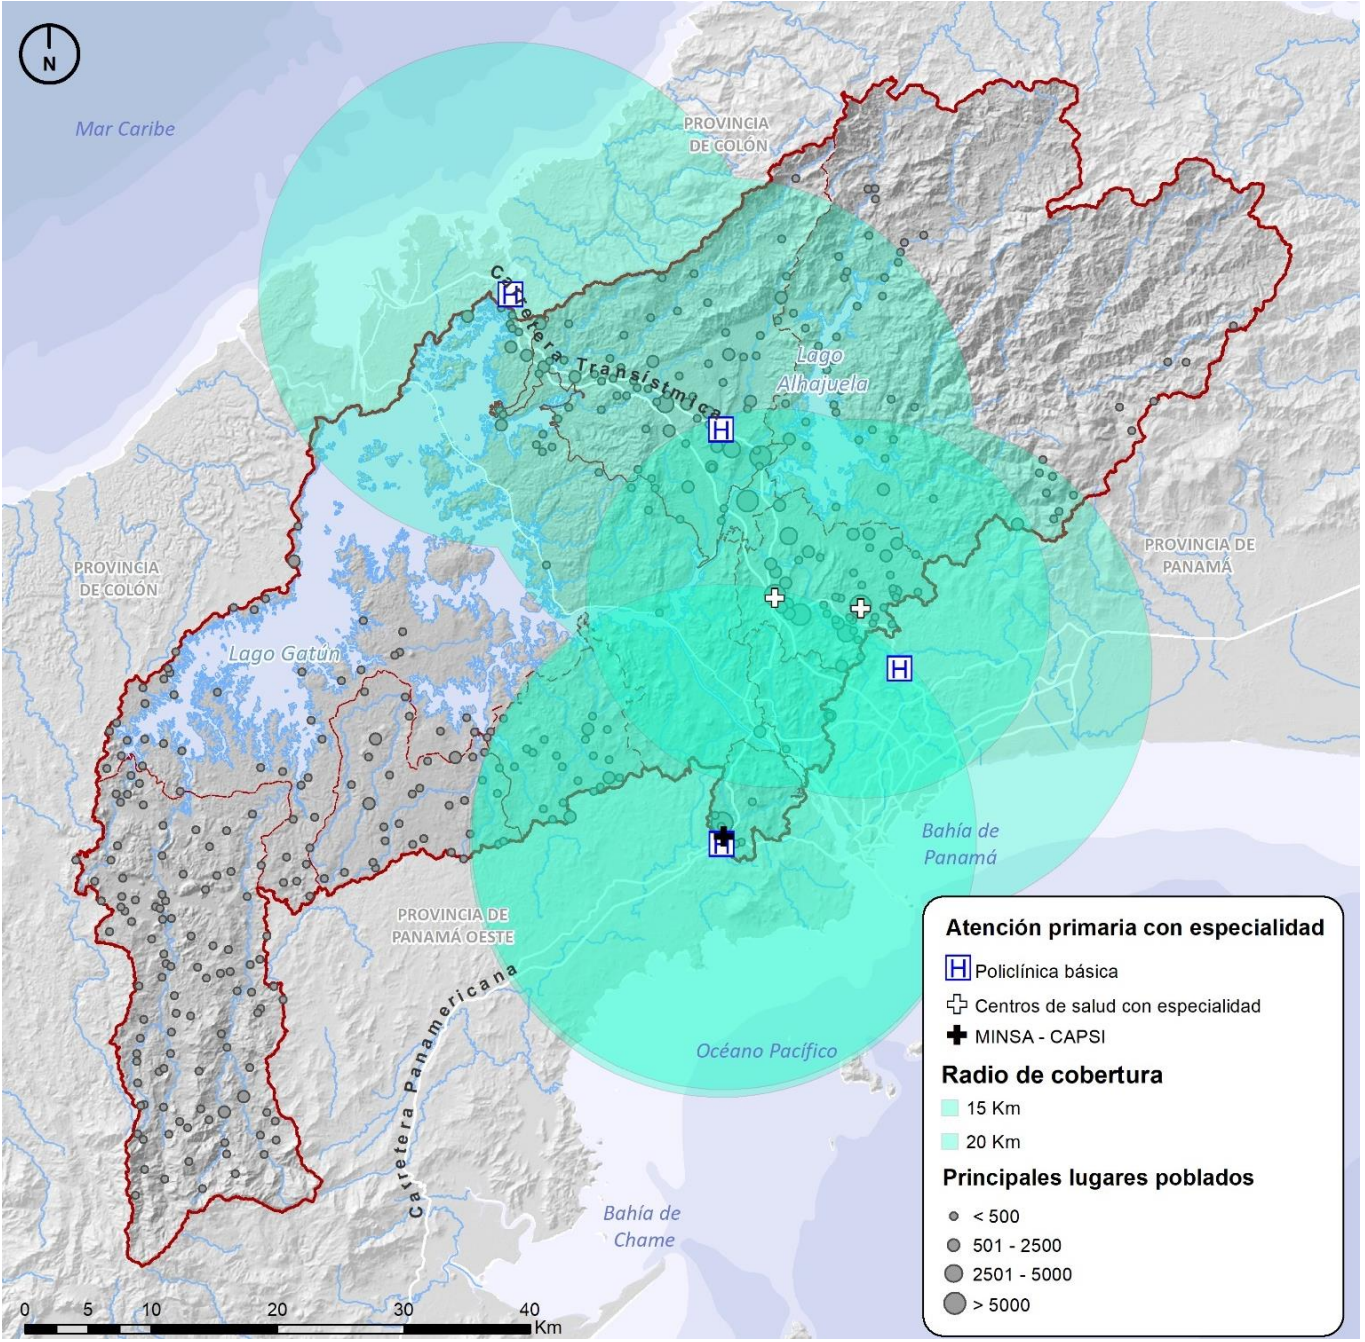 N
Mar Caribe
PROVINCIA
DE COLÓN
Carretera Transístmica
Lago
Alhajuela
H
H
PROVINCIA
DE COLÓN
PROVINCIA DE
PANAMÁ
Lago Gatún
H
H
Bahía de
Panamá
PROVINCIA DE
PANAMÁ OESTE
Carretera Panamericana
Océano Pacífico
Bahía de
Chame
Atención primaria con especialidad
H Policlínica básica
Centros de salud con especialidad
MINSA - CAPSI
Radio de cobertura
15 Km
20 Km
Principales lugares poblados
< 500
501 - 2500
2501 - 5000
> 5000
0 5 10 20 30 40
Km